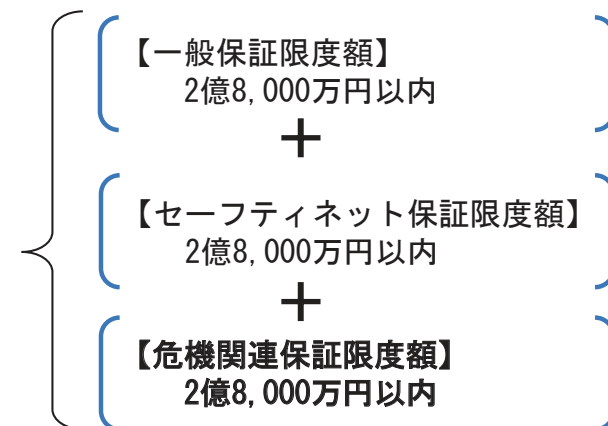 【一般保証限度額】
2億8,000万円以内
＋
【セーフティネット保証限度額】
2億8,000万円以内
＋
【危機関連保証限度額】
2億8,000万円以内